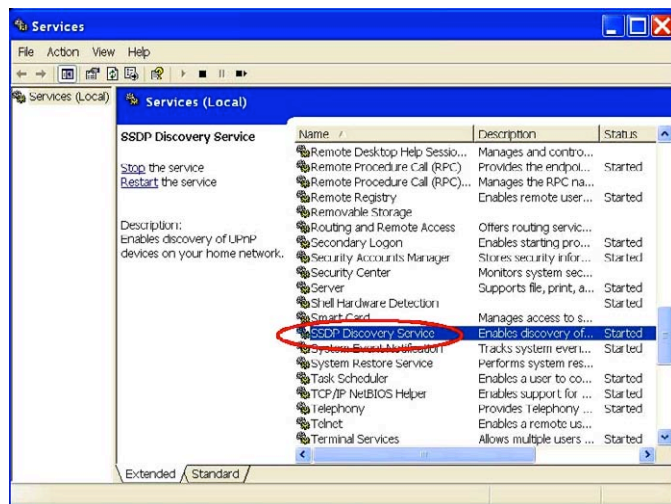 Services
File Action View Help
Services (Local)
Services (Local)
SSDP Discovery Service
Stop the service
Restart the service
Description:
Enables discovery of UPnP
devices on your home network.
Name Description Status
Remote Desktop Help Sessio... Manages and contro...
Remote Procedure Call (RPC) Provides the endpoi... Started
Remote Procedure Call (RPC)... Manages the RPC na...
Remote Registry Enables remote user... Started
Removable Storage
Routing and Remote Access Offers routing servic...
Secondary Logon Enables starting pro... Started
Security Accounts Manager Stores security infor... Started
Security Center Monitors system sec...
Server Supports file, print, a... Started
Shell Hardware Detection Started
Smart Card Manages access to s...
SSDP Discovery Service Enables discovery of... Started
System Event Notification Tracks system even... Started
System Restore Service Performs system res...
Task Scheduler Enables a user to co... Started
TCP/IP NetBIOS Helper Enables support for ... Started
Telephony Provides Telephony ... Started
Telnet Enables a remote us...
Terminal Services Allows multiple users ... Started
Extended Standard